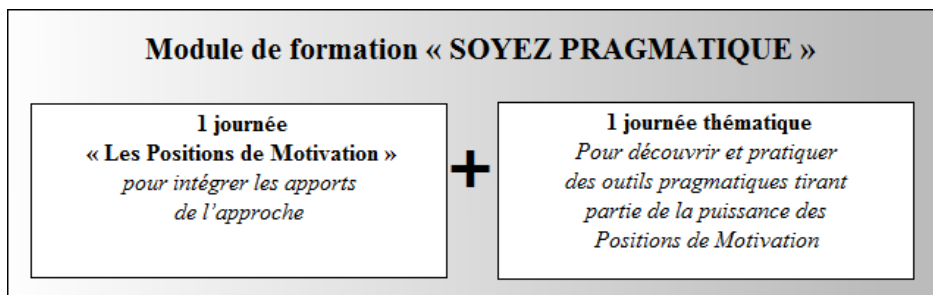 Module de formation « SOYEZ PRAGMATIQUE »
1 journée
« Les Positions de Motivation »
pour intégrer les apports
de l’approche
+
1 journée thématique
Pour découvrir et pratiquer
des outils pragmatiques tirant
partie de la puissance des
Positions de Motivation